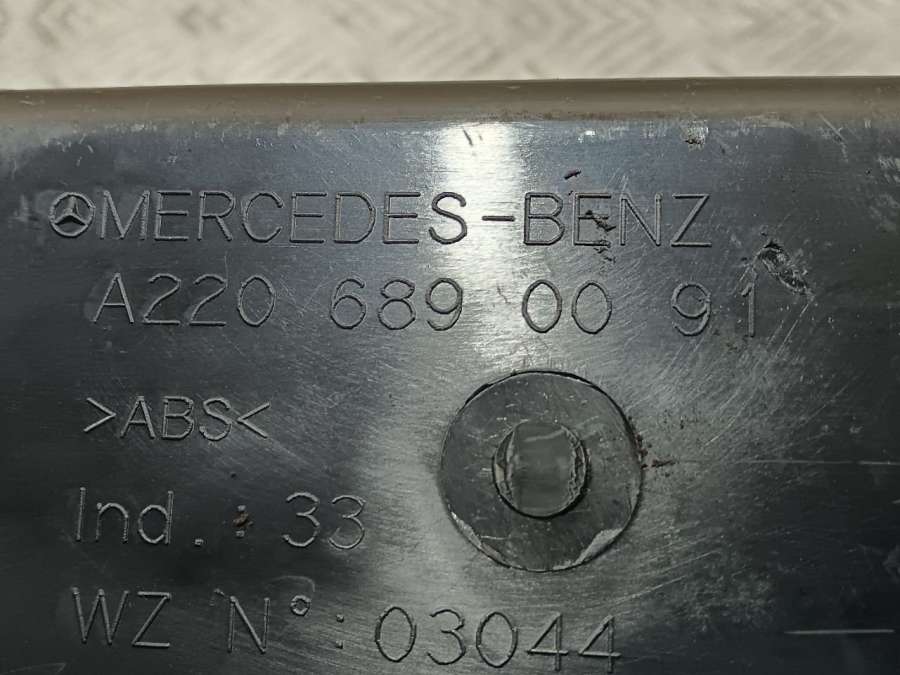 MERCEDES-BENZ
A220 689 00 91
>ABS<
Ind. : 33
WZ N° : 03044